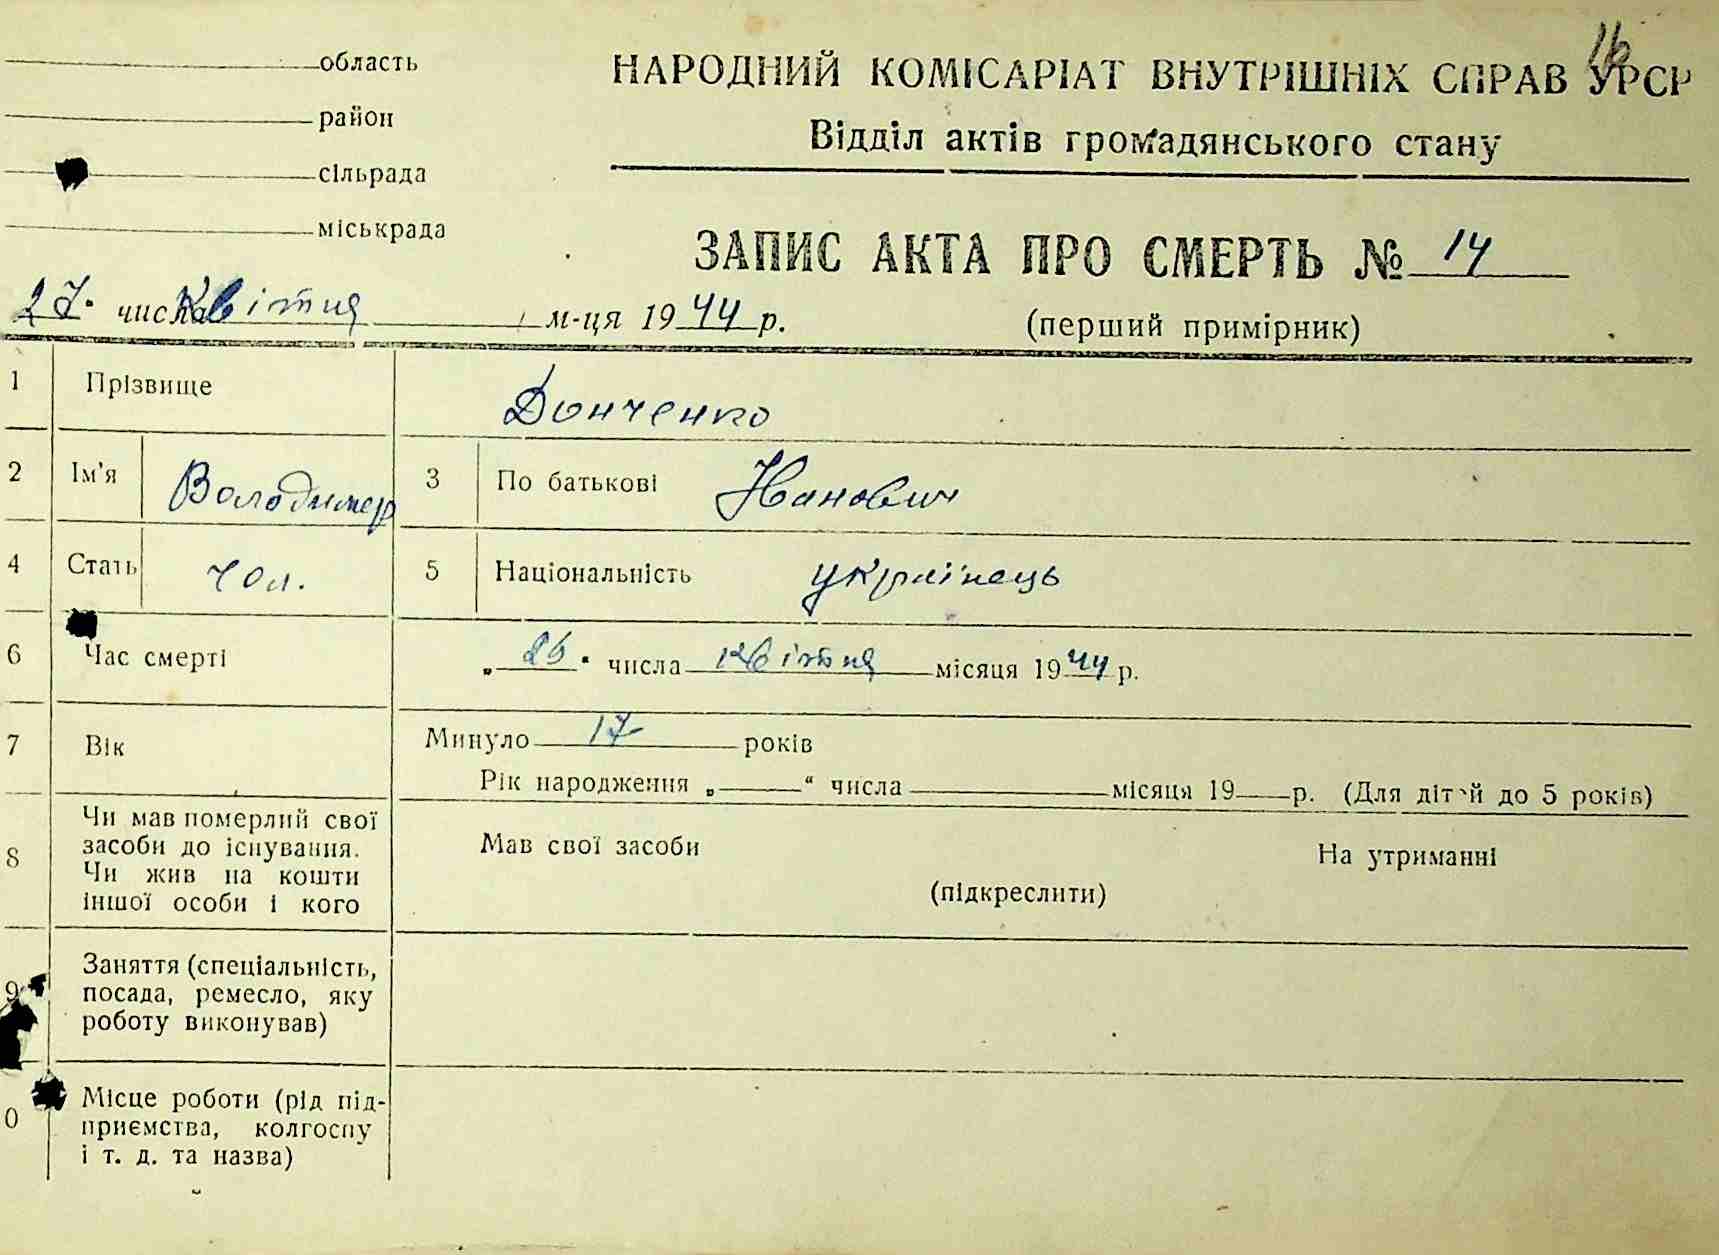 16
область
район
сільрада
міськрада
НАРОДНИЙ КОМІСАРІАТ ВНУТРІШНІХ СПРАВ УРСР
Відділ актів громадянського стану
ЗАПИС АКТА ПРО СМЕРТЬ № 14
27 числа квітня м-ця 1944 р.
(перший примірник)
1 Прізвище Донченко
2 Ім'я Володимер 3 По батькові Іванович
4 Стать чол. 5 Національність українець
6 Час смерті „ 26 " числа квітня місяця 1944 р.
7 Вік Минуло 17 років
Рік народження „ “ числа місяця 19 р. (Для дітей до 5 років)
8 Чи мав померлий свої
засоби до існування.
Чи жив на кошти
іншої особи і кого
Мав свої засоби На утриманні
(підкреслити)
9 Заняття (спеціальність,
посада, ремесло, яку
роботу виконував)
0 Місце роботи (рід під-
приємства, колгоспу
і т. д. та назва)